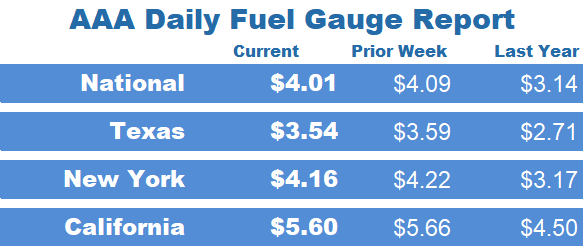 AAA Daily Fuel Gauge Report
Current Prior Week Last Year
National $4.01 $4.09 $3.14
Texas $3.54 $3.59 $2.71
New York $4.16 $4.22 $3.17
California $5.60 $5.66 $4.50